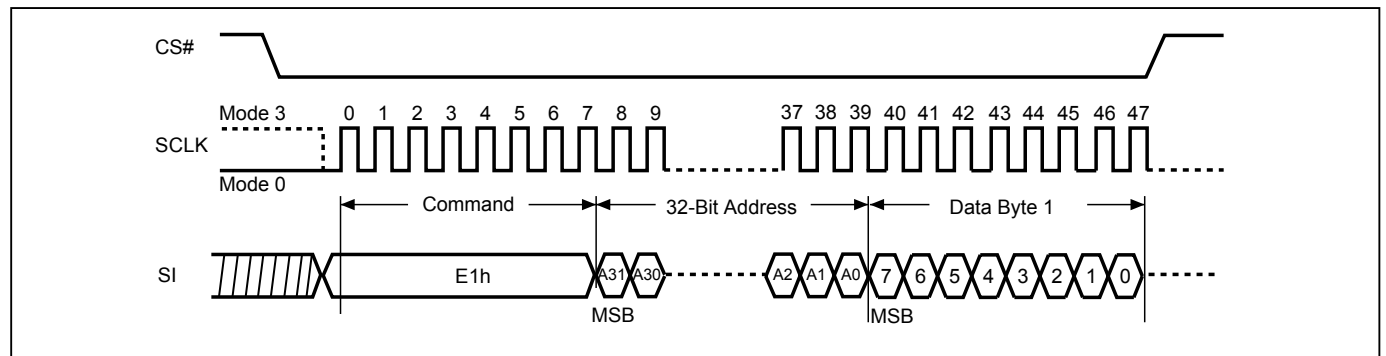 CS#
Mode 3 0 1 2 3 4 5 6 7 8 9 37 38 39 40 41 42 43 44 45 46 47
SCLK
Mode 0
Command 32-Bit Address Data Byte 1
SI E1h A31 A30 A2 A1 A0 7 6 5 4 3 2 1 0
MSB MSB